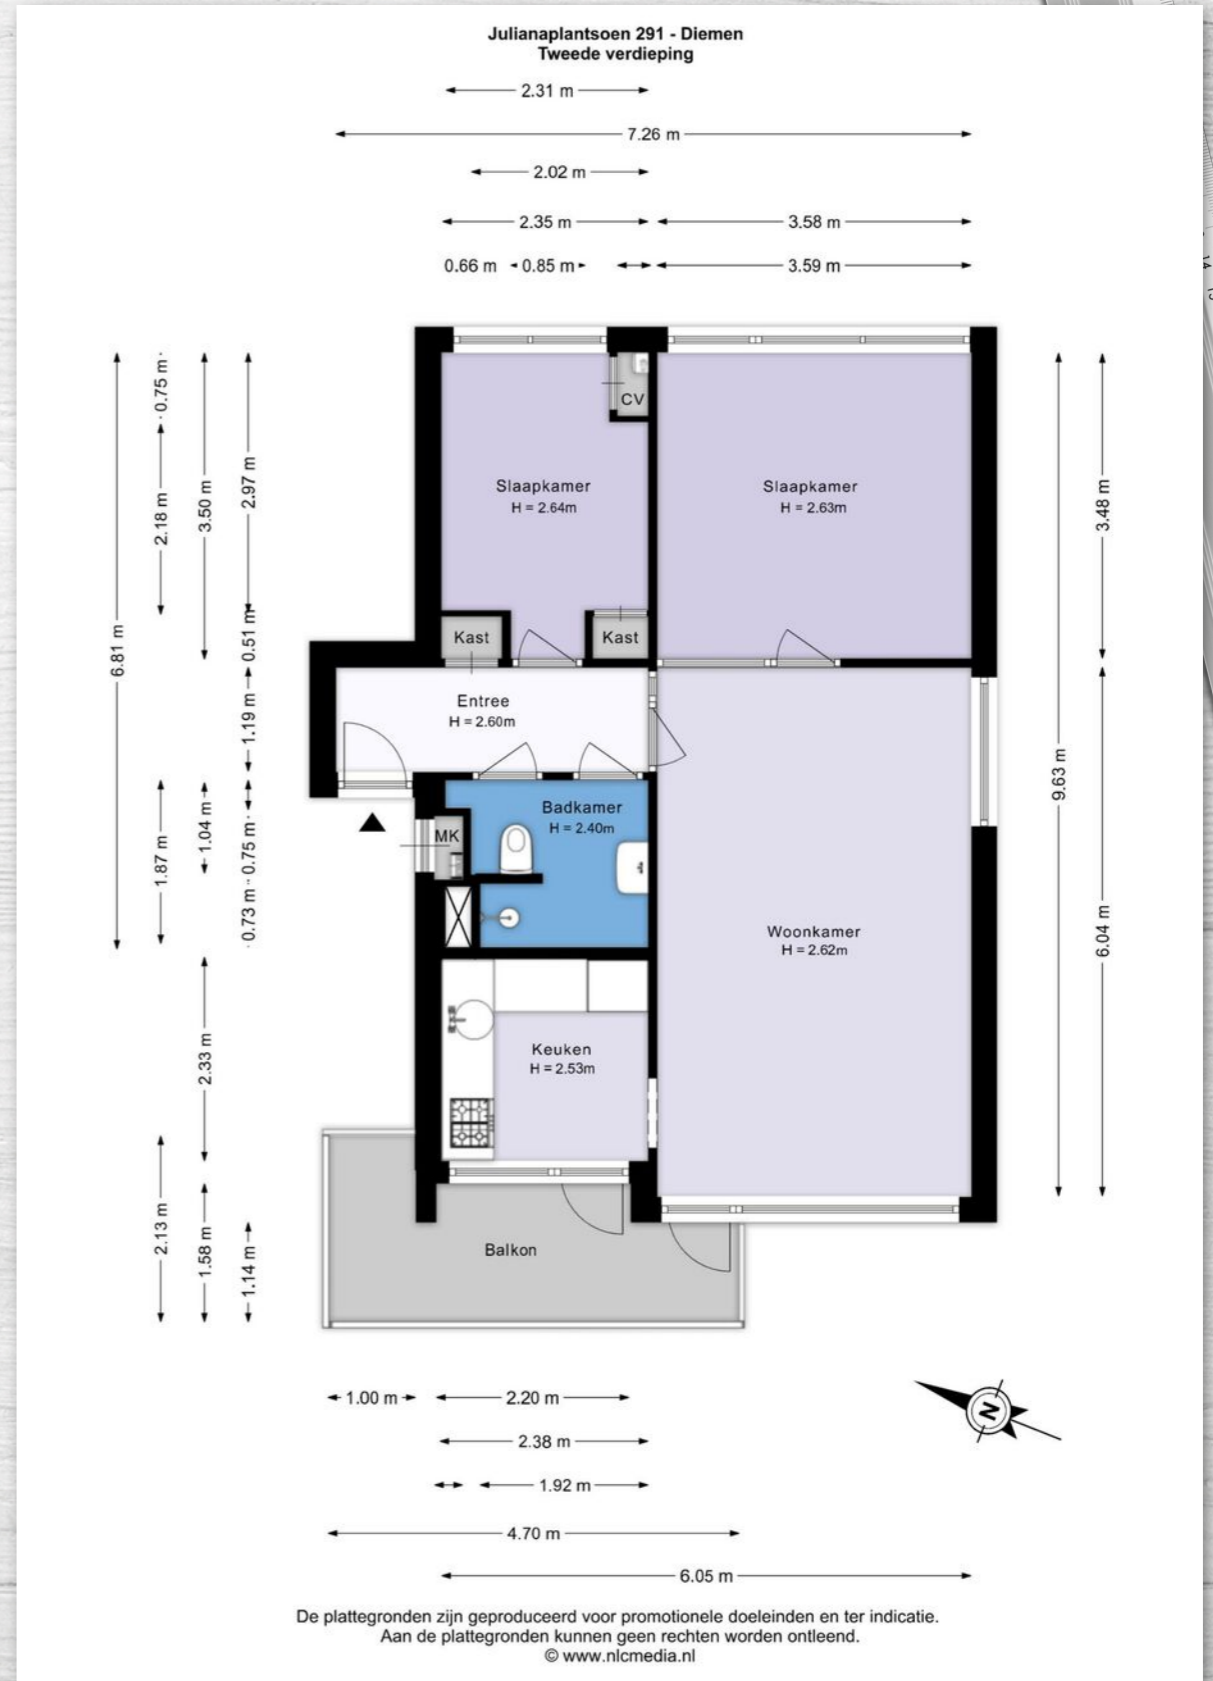 Julianaplantsoen 291 - Diemen
Tweede verdieping
2.31 m
7.26 m
2.02 m
2.35 m
3.58 m
0.66 m
0.85 m
3.59 m
0.75 m
2.18 m
3.50 m
2.97 m
0.51 m
6.81 m
1.19 m
1.87 m
1.04 m
0.75 m
0.73 m
2.33 m
2.13 m
1.58 m
1.14 m
CV
Slaapkamer
H = 2.64m
Slaapkamer
H = 2.63m
Kast
Kast
Entree
H = 2.60m
Badkamer
H = 2.40m
MK
Woonkamer
H = 2.62m
Keuken
H = 2.53m
Balkon
3.48 m
9.63 m
6.04 m
N
1.00 m
2.20 m
2.38 m
1.92 m
4.70 m
6.05 m
De plattegronden zijn geproduceerd voor promotionele doeleinden en ter indicatie.
Aan de plattegronden kunnen geen rechten worden ontleend.
© www.nlcmedia.nl